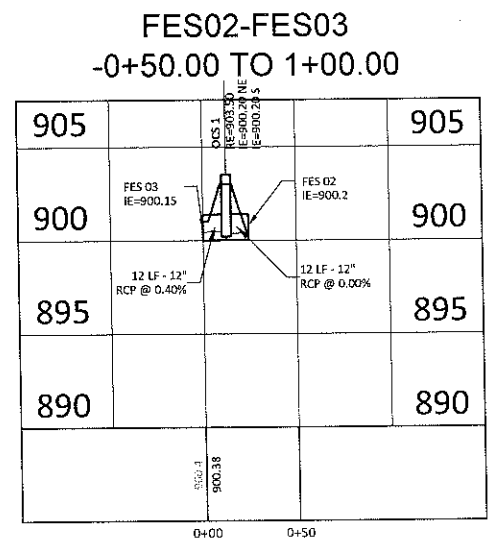 FES02-FES03
-0+50.00 TO 1+00.00
905
905
OCS 1
RE=903.50
IE=900.20 NE
IE=900.20 S
FES 03
IE=900.15
FES 02
IE=900.2
900
900
12 LF - 12"
RCP @ 0.40%
12 LF - 12"
RCP @ 0.00%
895
895
890
890
900.4
900.38
0+00
0+50